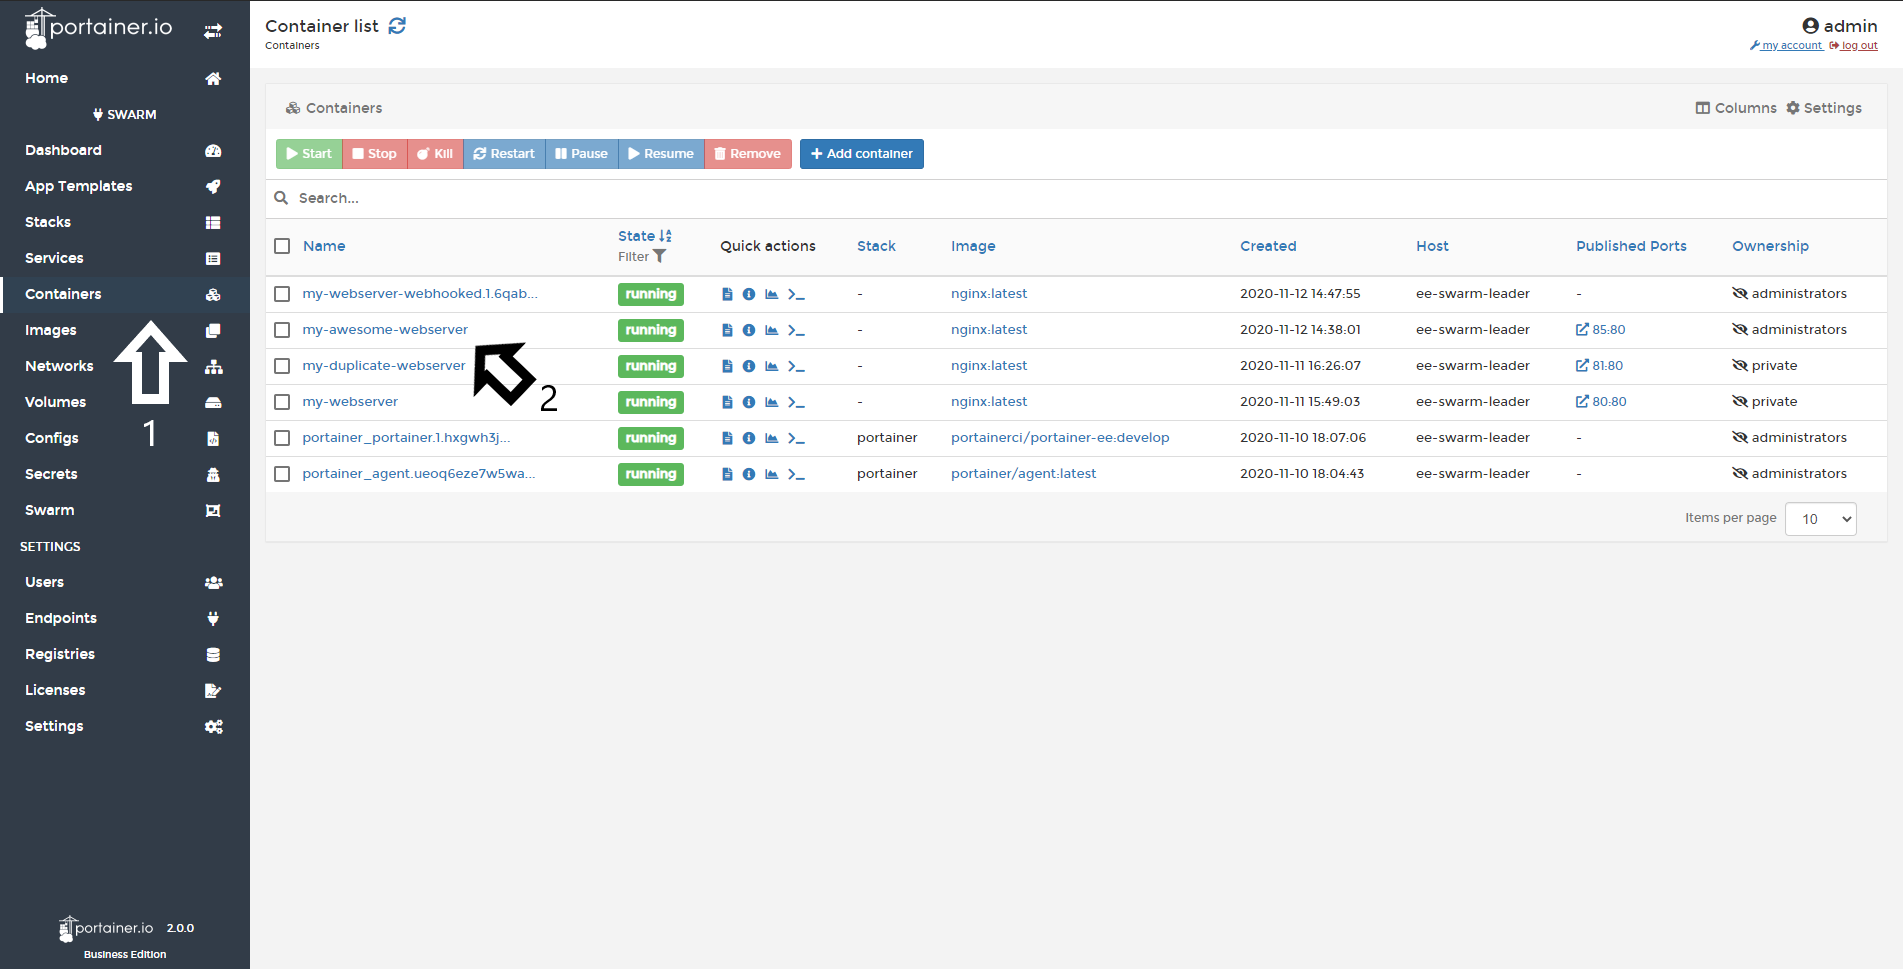 portainer.io
Home
SWARM
Dashboard
App Templates
Stacks
Services
Containers
Images
Networks
Volumes
1
Configs
Secrets
Swarm
SETTINGS
Users
Endpoints
Registries
Licenses
Settings
portainer.io 2.0.0
Business Edition
Container list
Containers
admin
my account log out
Containers
Columns Settings
Start Stop Kill Restart Pause Resume Remove Add container
Search...
Name State Filter Quick actions Stack Image Created Host Published Ports Ownership
my-webserver-webhooked.1.6qab... running - nginx:latest 2020-11-12 14:47:55 ee-swarm-leader - administrators
my-awesome-webserver running - nginx:latest 2020-11-12 14:38:01 ee-swarm-leader 85:80 administrators
my-duplicate-webserver running - nginx:latest 2020-11-11 16:26:07 ee-swarm-leader 81:80 private
2
my-webserver running - nginx:latest 2020-11-11 15:49:03 ee-swarm-leader 80:80 private
portainer_portainer.1.hxgwh3j... running portainer portainerci/portainer-ee:develop 2020-11-10 18:07:06 ee-swarm-leader - administrators
portainer_agent.ueoq6eze7w5wa... running portainer portainer/agent:latest 2020-11-10 18:04:43 ee-swarm-leader - administrators
Items per page 10